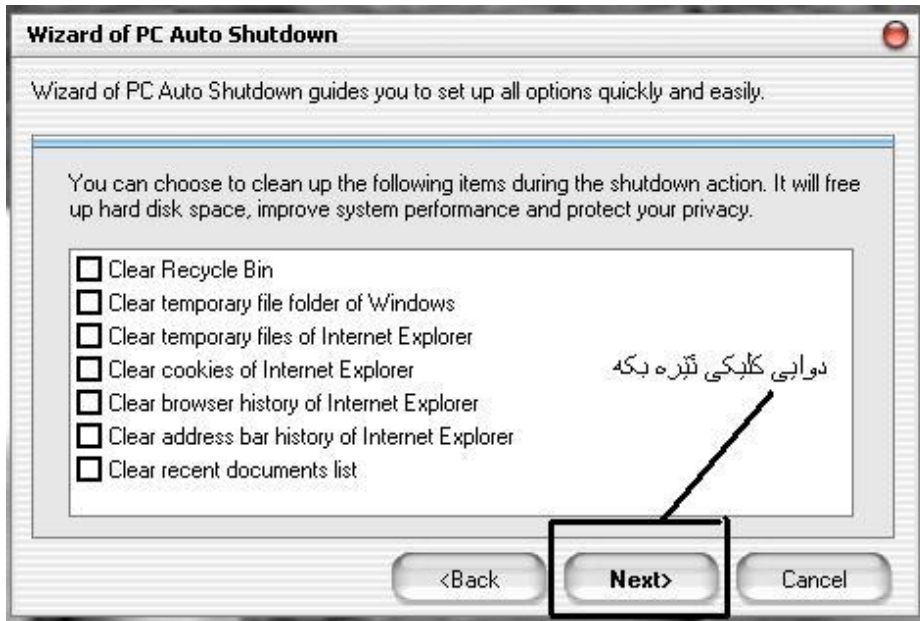 Wizard of PC Auto Shutdown
Wizard of PC Auto Shutdown guides you to set up all options quickly and easily.
You can choose to clean up the following items during the shutdown action. It will free
up hard disk space, improve system performance and protect your privacy.
Clear Recycle Bin
Clear temporary file folder of Windows
Clear temporary files of Internet Explorer
Clear cookies of Internet Explorer
دوایی کلیکی ئێره بکه
Clear browser history of Internet Explorer
Clear address bar history of Internet Explorer
Clear recent documents list
<Back Next> Cancel